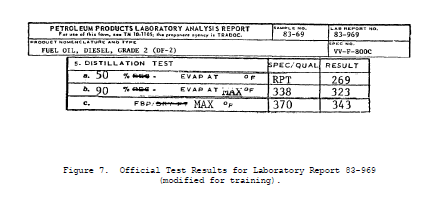 PETROLEUM PRODUCTS LABORATORY ANALYSIS REPORT
For use of this form, see TM 10-1105; the proponent agency is TRADOC.
SAMPLE NO.
83-69
LAB REPORT NO.
83-969
PRODUCT NOMENCLATURE AND TYPE
FUEL OIL, DIESEL, GRADE 2 (DF-2)
SPEC NO.
VV-F-800C
5. DISTILLATION TEST SPEC/QUAL RESULT
a. 50 % REC - EVAP AT °F RPT 269
b. 90 % - EVAP AT MAX °F 338 323
c. FBP/ MAX °F 370 343
Figure 7. Official Test Results for Laboratory Report 83-969
(modified for training).